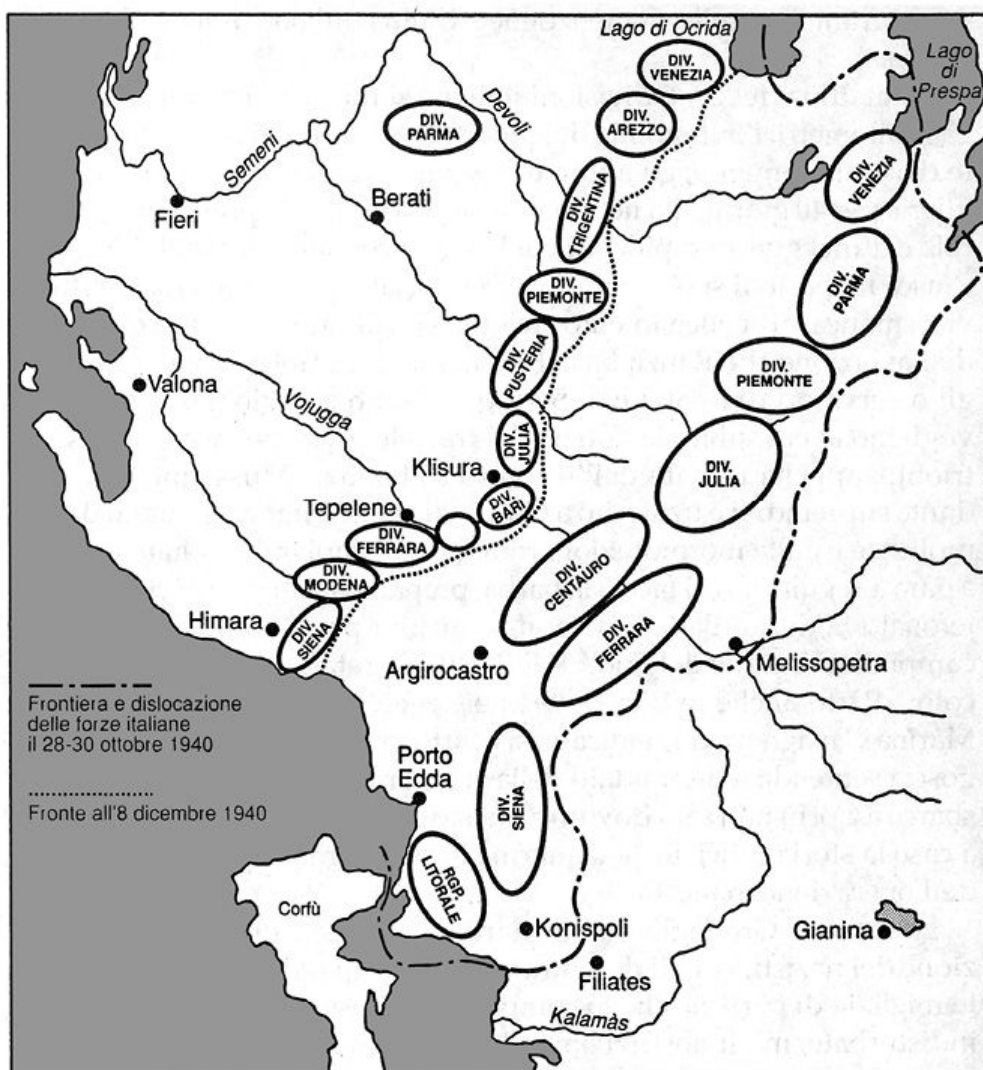 Lago di Ocrida
Lago
di
Prespa
DIV.
VENEZIA
DIV.
AREZZO
DIV.
PARMA
Devoli
Semeni
Fieri
Berati
DIV.
TRIGENTINA
DIV.
VENEZIA
DIV.
PARMA
DIV.
PIEMONTE
DIV.
PUSTERIA
DIV.
PIEMONTE
Valona
Vojugga
DIV.
JULIA
Klisura
DIV.
BARI
DIV.
JULIA
Tepelene
DIV.
FERRARA
DIV.
MODENA
DIV.
CENTAURO
DIV.
FERRARA
Himara
DIV.
SIENA
Argirocastro
Melissopetra
Frontiera e dislocazione
delle forze italiane
il 28-30 ottobre 1940
Fronte all'8 dicembre 1940
Porto
Edda
DIV.
SIENA
RGP.
LITORALE
Corfù
Konispoli
Gianina
Filiates
Kalamàs